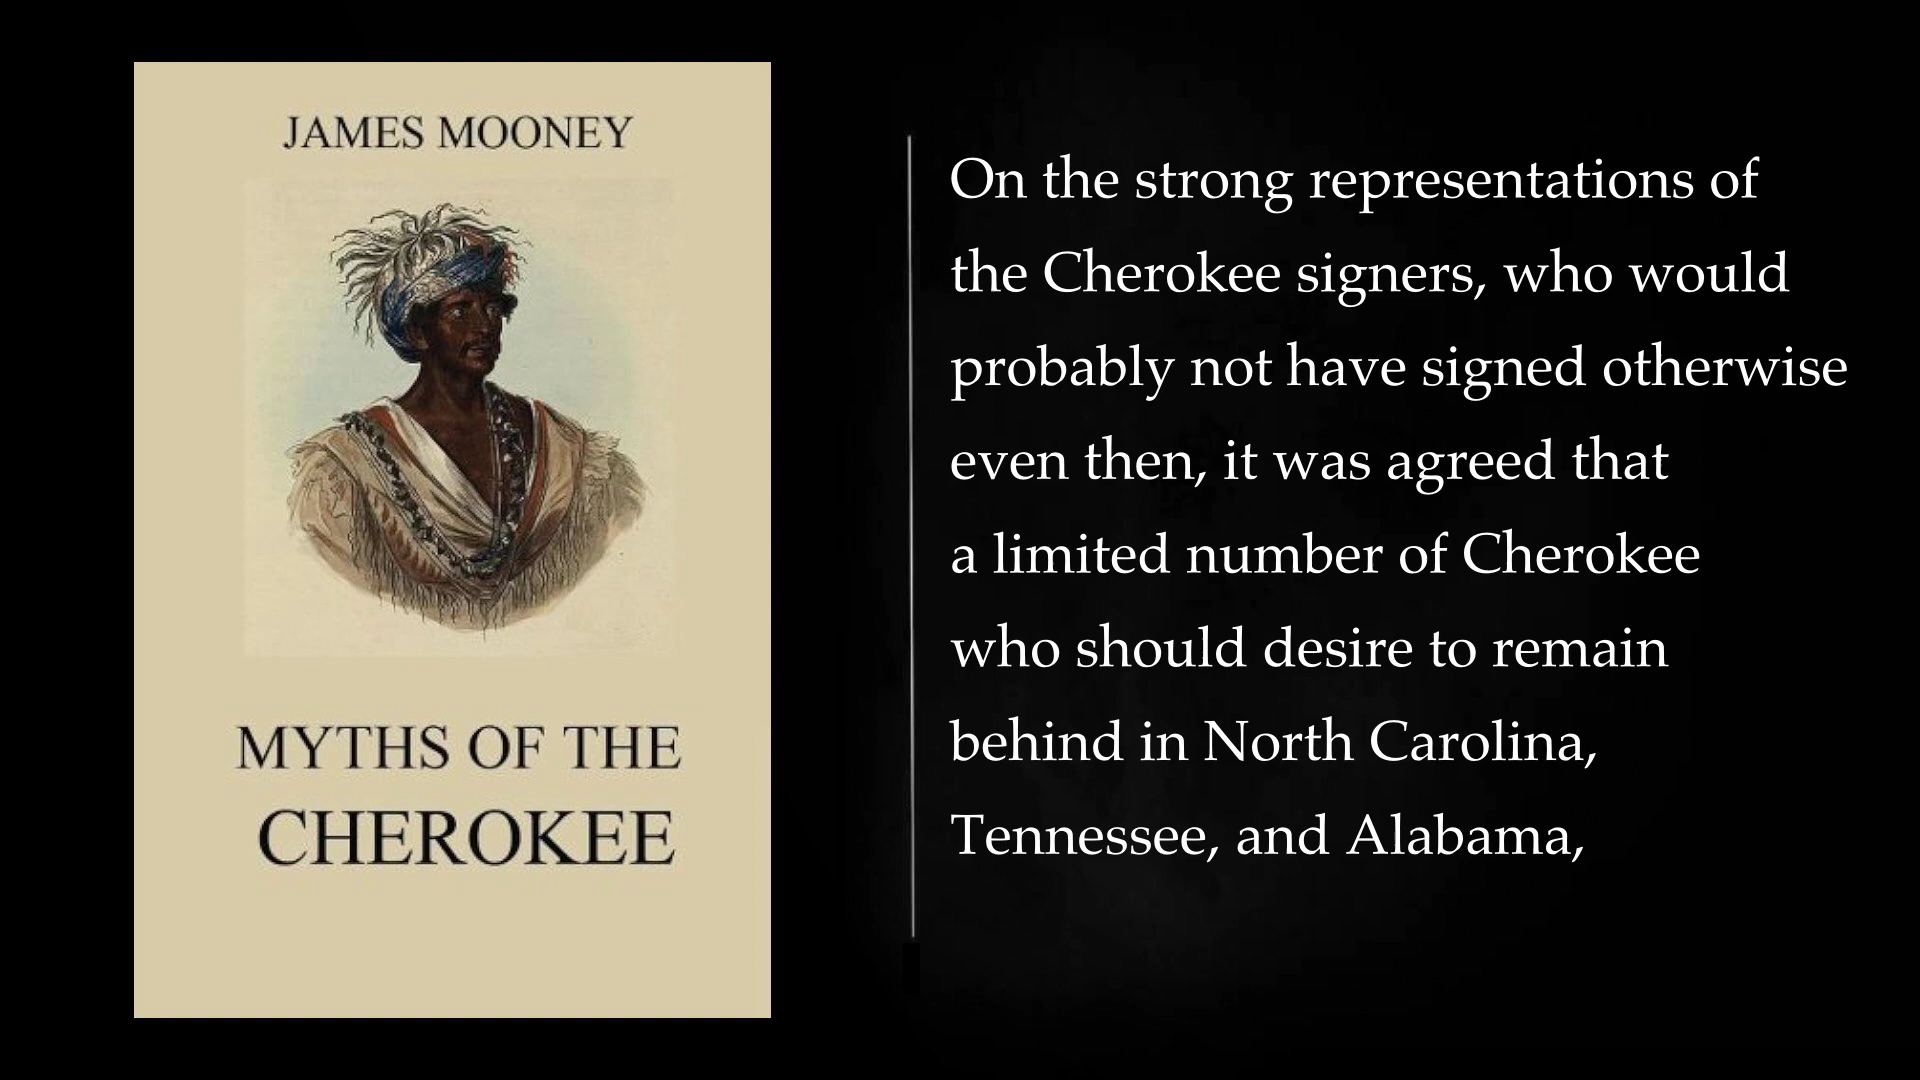 JAMES MOONEY
MYTHS OF THE
CHEROKEE
On the strong representations of
the Cherokee signers, who would
probably not have signed otherwise
even then, it was agreed that
a limited number of Cherokee
who should desire to remain
behind in North Carolina,
Tennessee, and Alabama,